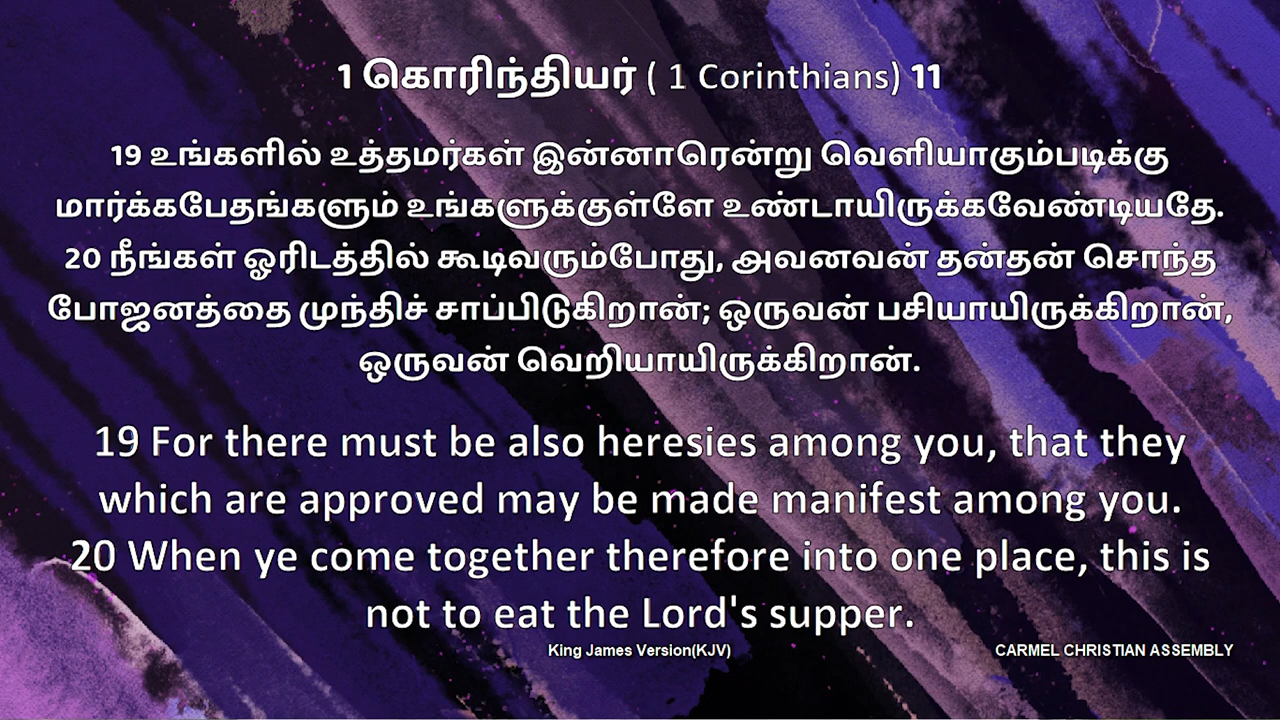 1 கொரிந்தியர் ( 1 Corinthians) 11
19 உங்களில் உத்தமர்கள் இன்னாரென்று வெளியாகும்படிக்கு
மார்க்கபேதங்களும் உங்களுக்குள்ளே உண்டாயிருக்கவேண்டியதே.
20 நீங்கள் ஓரிடத்தில் கூடிவரும்போது, அவனவன் தன்தன் சொந்த
போஜனத்தை முந்திச் சாப்பிடுகிறான்; ஒருவன் பசியாயிருக்கிறான்,
ஒருவன் வெறியாயிருக்கிறான்.
19 For there must be also heresies among you, that they
which are approved may be made manifest among you.
20 When ye come together therefore into one place, this is
not to eat the Lord's supper.
King James Version(KJV)
CARMEL CHRISTIAN ASSEMBLY